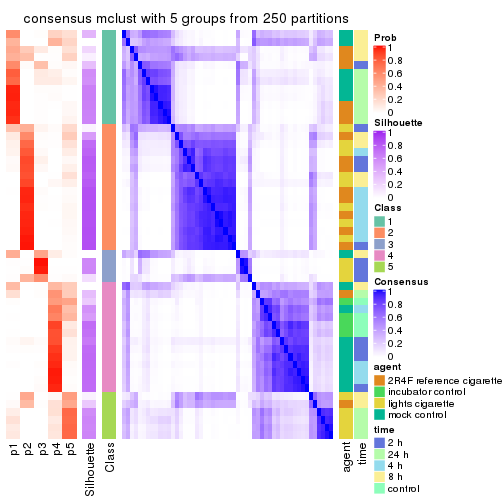 consensus mclust with 5 groups from 250 partitions
Prob
1
0.8
0.6
0.4
0.2
0
Silhouette
1
0.8
0.6
0.4
0.2
0
Class
1
2
3
4
5
Consensus
1
0.8
0.6
0.4
0.2
0
agent
2R4F reference cigarette
incubator control
lights cigarette
mock control
time
2 h
24 h
4 h
8 h
control
p1
p2
p3
p4
p5
Silhouette
Class
agent
time